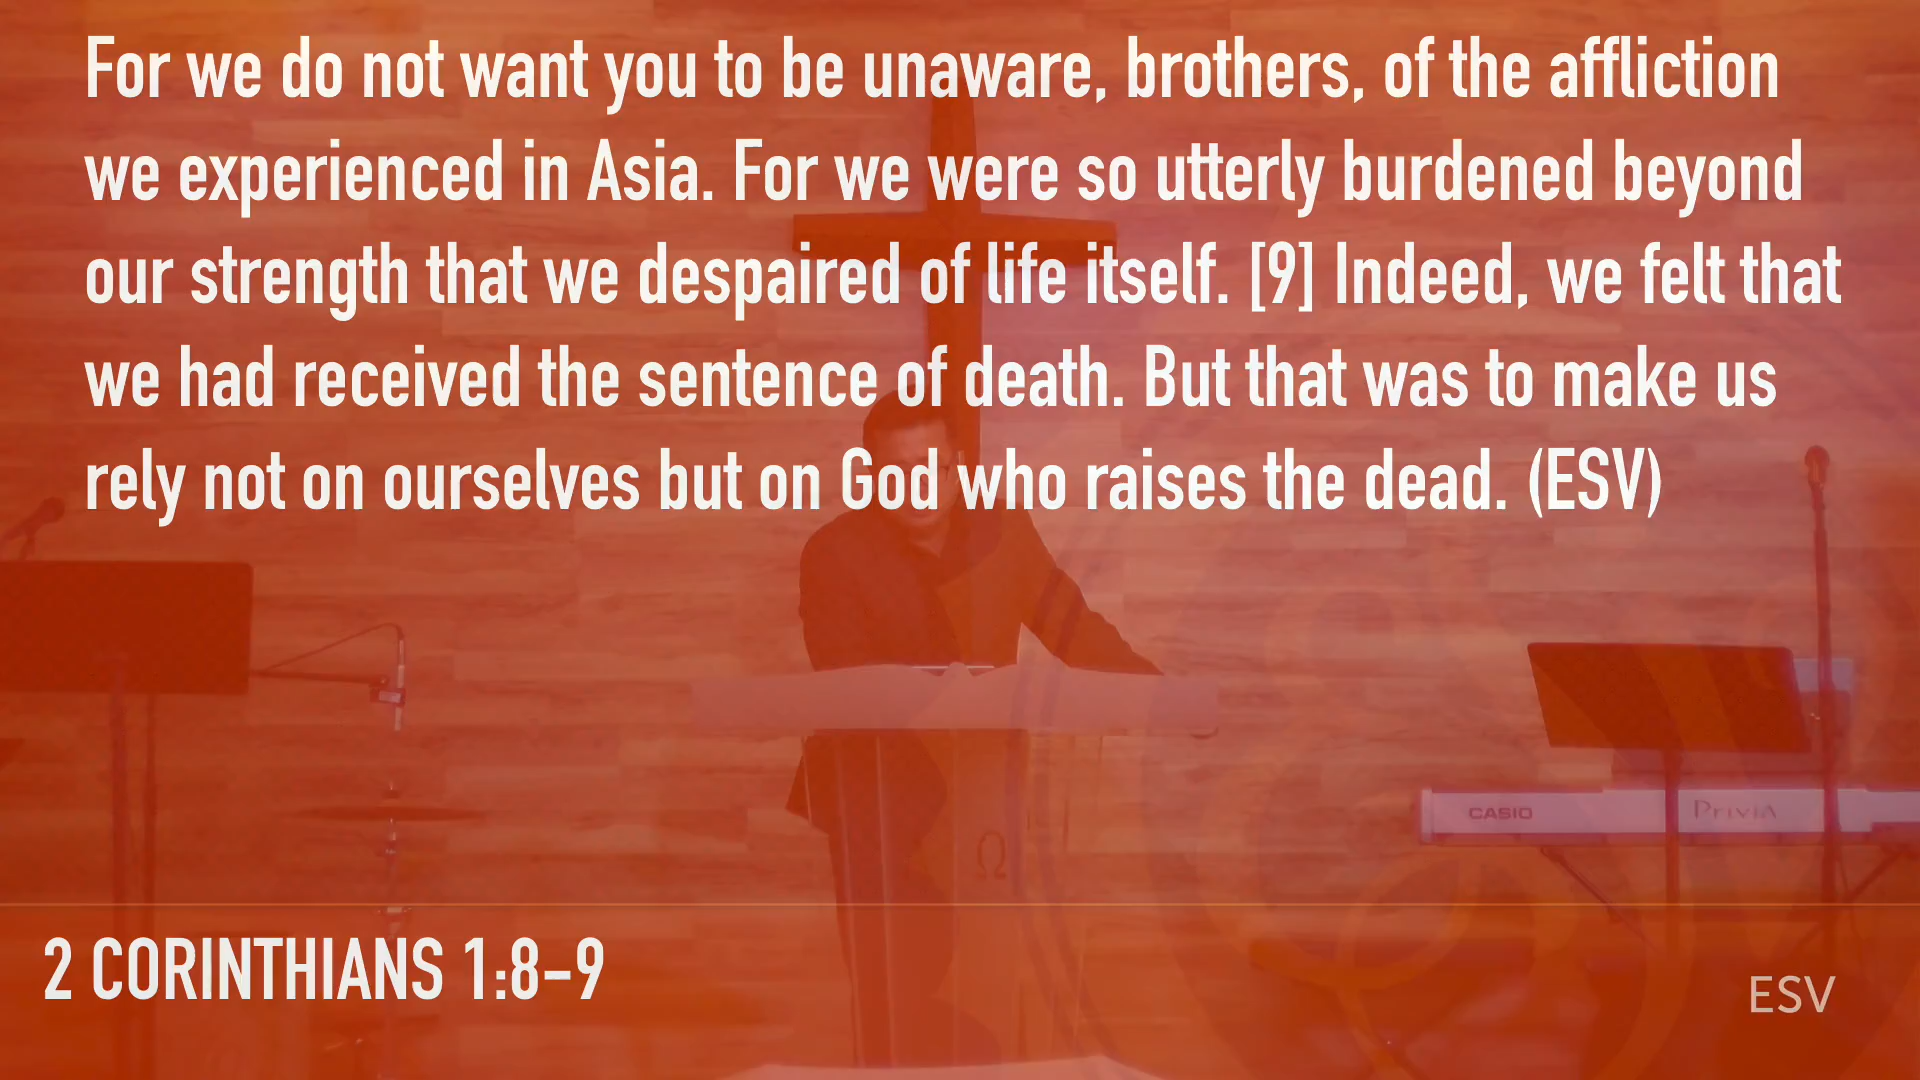 For we do not want you to be unaware, brothers, of the affliction
we experienced in Asia. For we were so utterly burdened beyond
our strength that we despaired of life itself. [9] Indeed, we felt that
we had received the sentence of death. But that was to make us
rely not on ourselves but on God who raises the dead. (ESV)
CASIO
Privia
Ω
2 CORINTHIANS 1:8–9
ESV